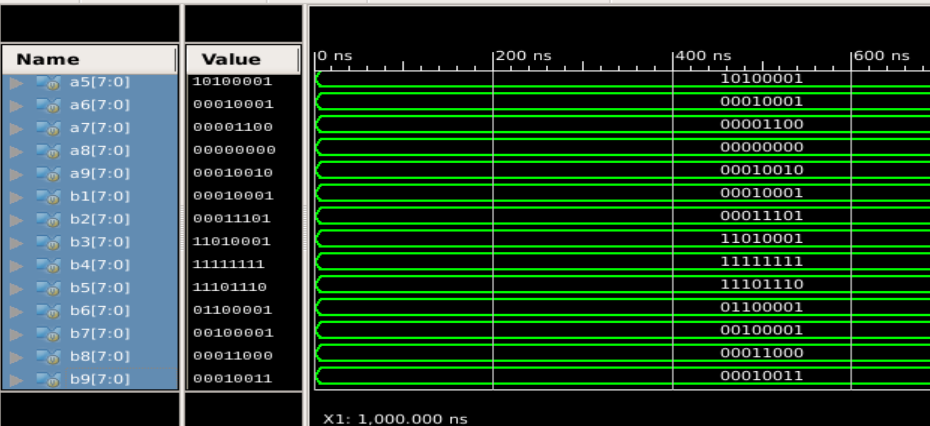 Name Value 0 ns 200 ns 400 ns 600 ns
a5[7:0] 10100001 10100001
a6[7:0] 00010001 00010001
a7[7:0] 00001100 00001100
a8[7:0] 00000000 00000000
a9[7:0] 00010010 00010010
b1[7:0] 00010001 00010001
b2[7:0] 00011101 00011101
b3[7:0] 11010001 11010001
b4[7:0] 11111111 11111111
b5[7:0] 11101110 11101110
b6[7:0] 01100001 01100001
b7[7:0] 00100001 00100001
b8[7:0] 00011000 00011000
b9[7:0] 00010011 00010011
X1: 1,000.000 ns